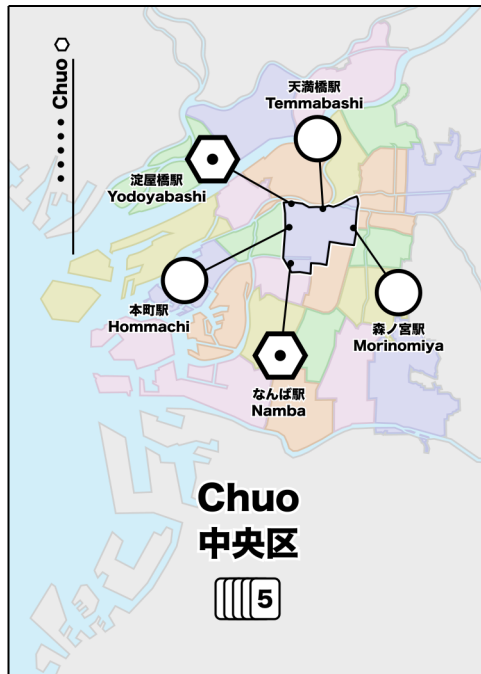 Chuo
天満橋駅
Temmabashi
淀屋橋駅
Yodoyabashi
本町駅
Hommachi
森ノ宮駅
Morinomiya
なんば駅
Namba
Chuo
中央区
5